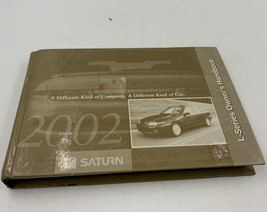 A Different Kind of Company. A Different Kind of Car.
2002
SATURN
L-Series Owner's Handbook